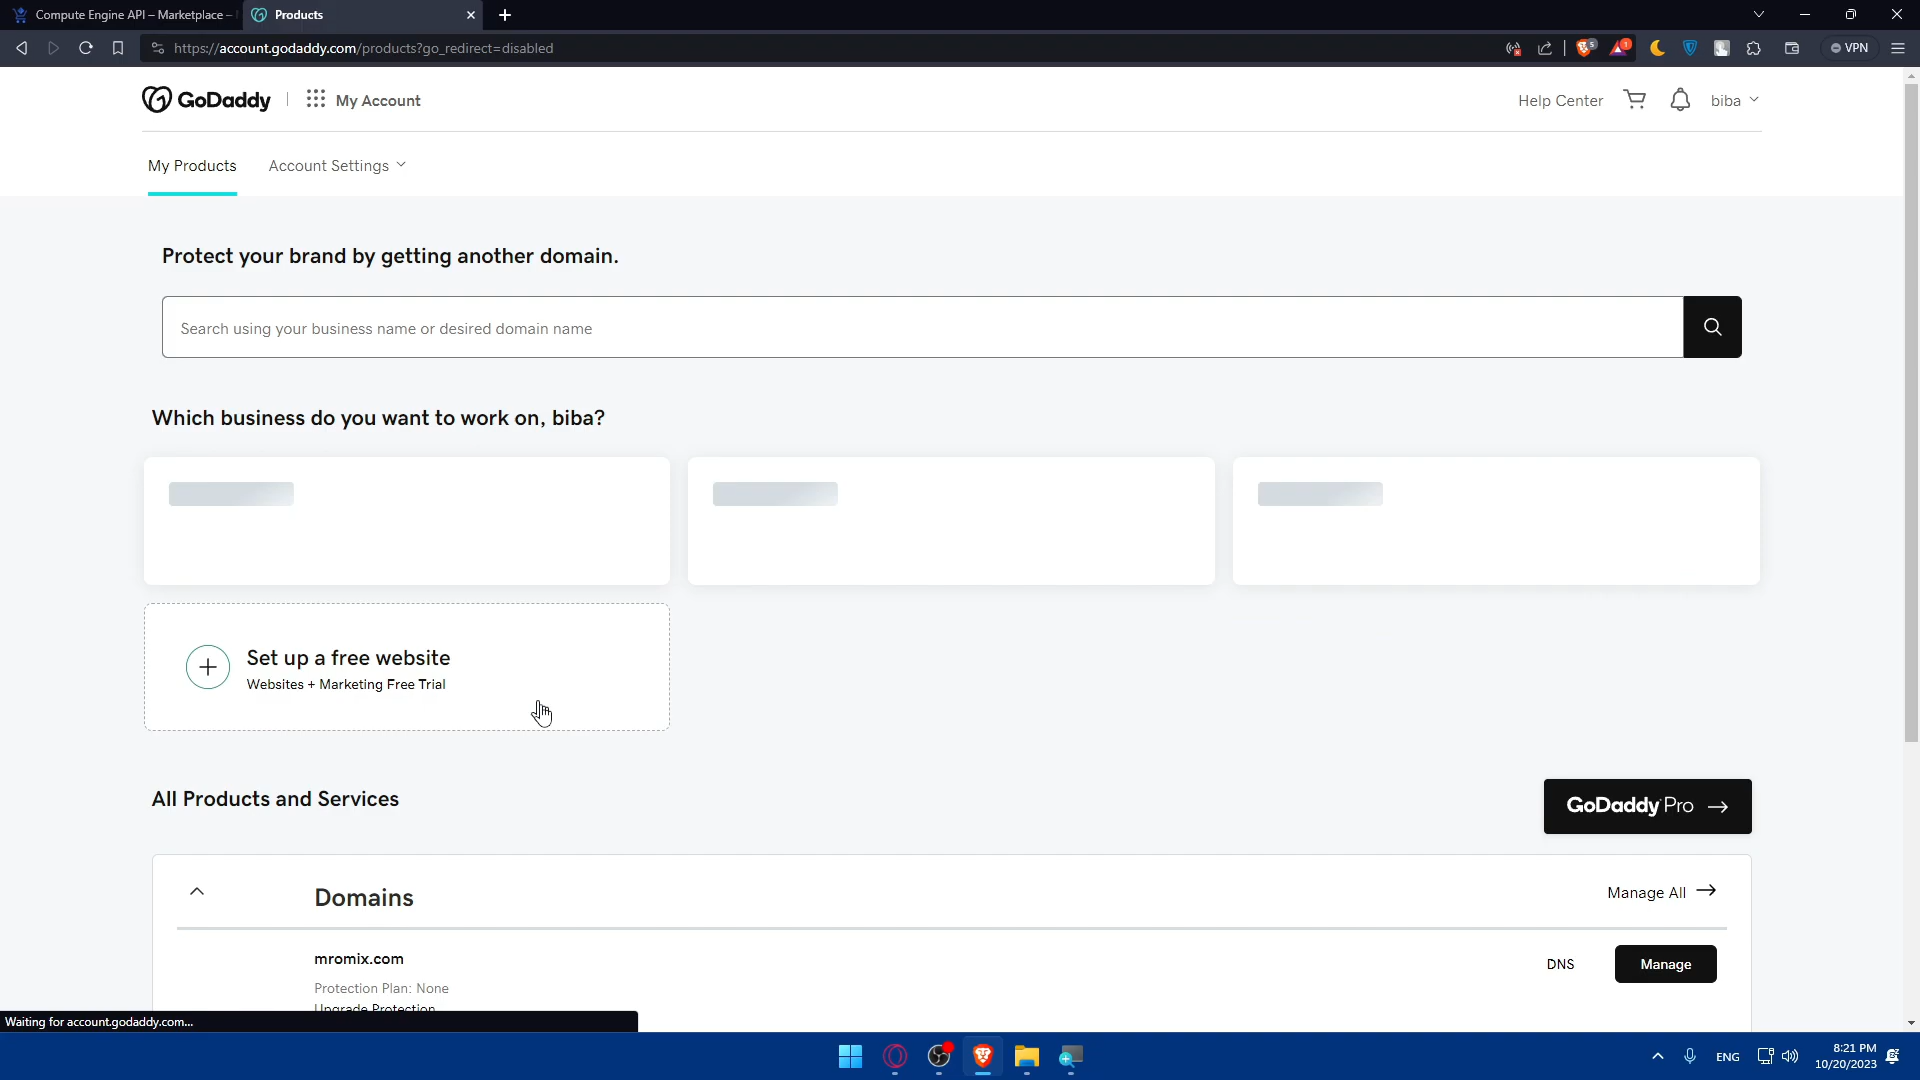 Compute Engine API – Marketplace –
Products
https://account.godaddy.com/products?go_redirect=disabled
5
1
VPN
GoDaddy
My Account
Help Center
biba
My Products
Account Settings
Protect your brand by getting another domain.
Search using your business name or desired domain name
Which business do you want to work on, biba?
Set up a free website
Websites + Marketing Free Trial
All Products and Services
GoDaddy Pro
Domains
Manage All
mromix.com
DNS
Manage
Protection Plan: None
Upgrade Protection
Waiting for account.godaddy.com...
ENG
8:21 PM
10/20/2023